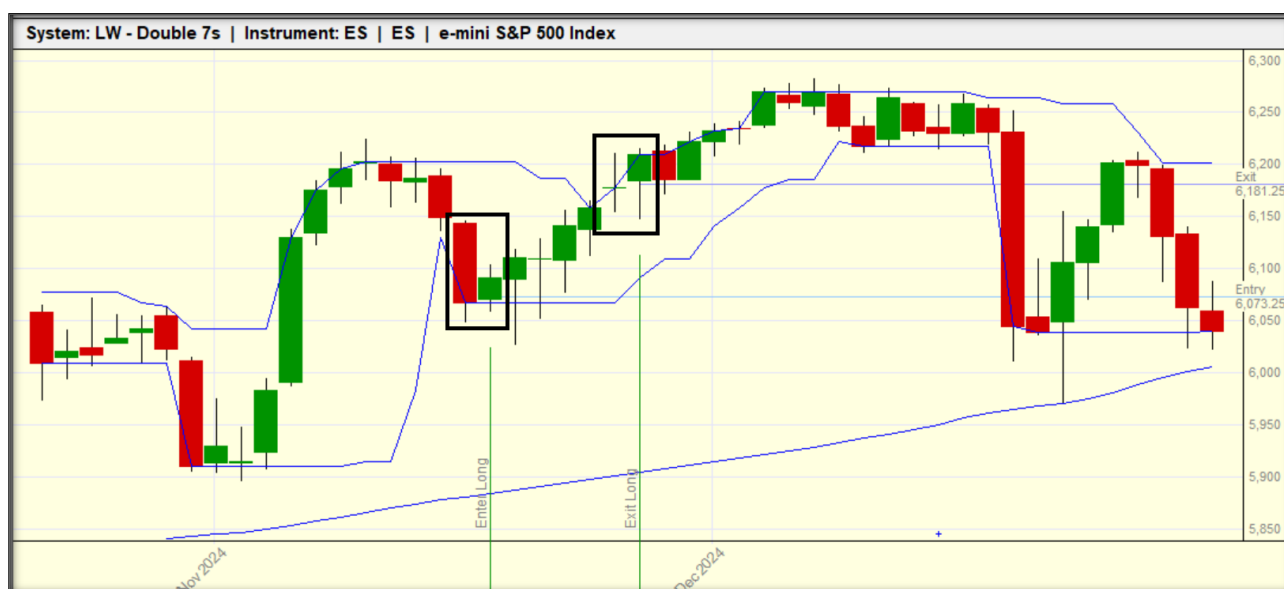 System: LW - Double 7s | Instrument: ES | ES | e-mini S&P 500 Index
6,300
6,250
6,200
Exit
6,181.25
6,150
6,100
Entry
6,073.25
6,050
6,000
5,950
5,900
5,850
Enter Long
Exit Long
Nov 2024
Dec 2024